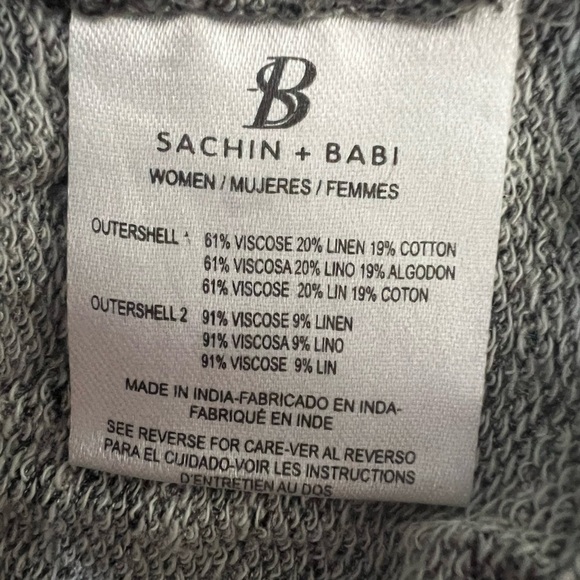 B
SACHIN + BABI
WOMEN / MUJERES / FEMMES
OUTERSHELL 1 61% VISCOSE 20% LINEN 19% COTTON
61% VISCOSA 20% LINO 19% ALGODON
61% VISCOSE 20% LIN 19% COTON
OUTERSHELL 2 91% VISCOSE 9% LINEN
91% VISCOSA 9% LINO
91% VISCOSE 9% LIN
MADE IN INDIA-FABRICADO EN INDA-
FABRIQUÉ EN INDE
SEE REVERSE FOR CARE-VER AL REVERSO
PARA EL CIJIDADO-VOIR LES INSTRUCTIONS
D'ENTRETIEN AU DOS